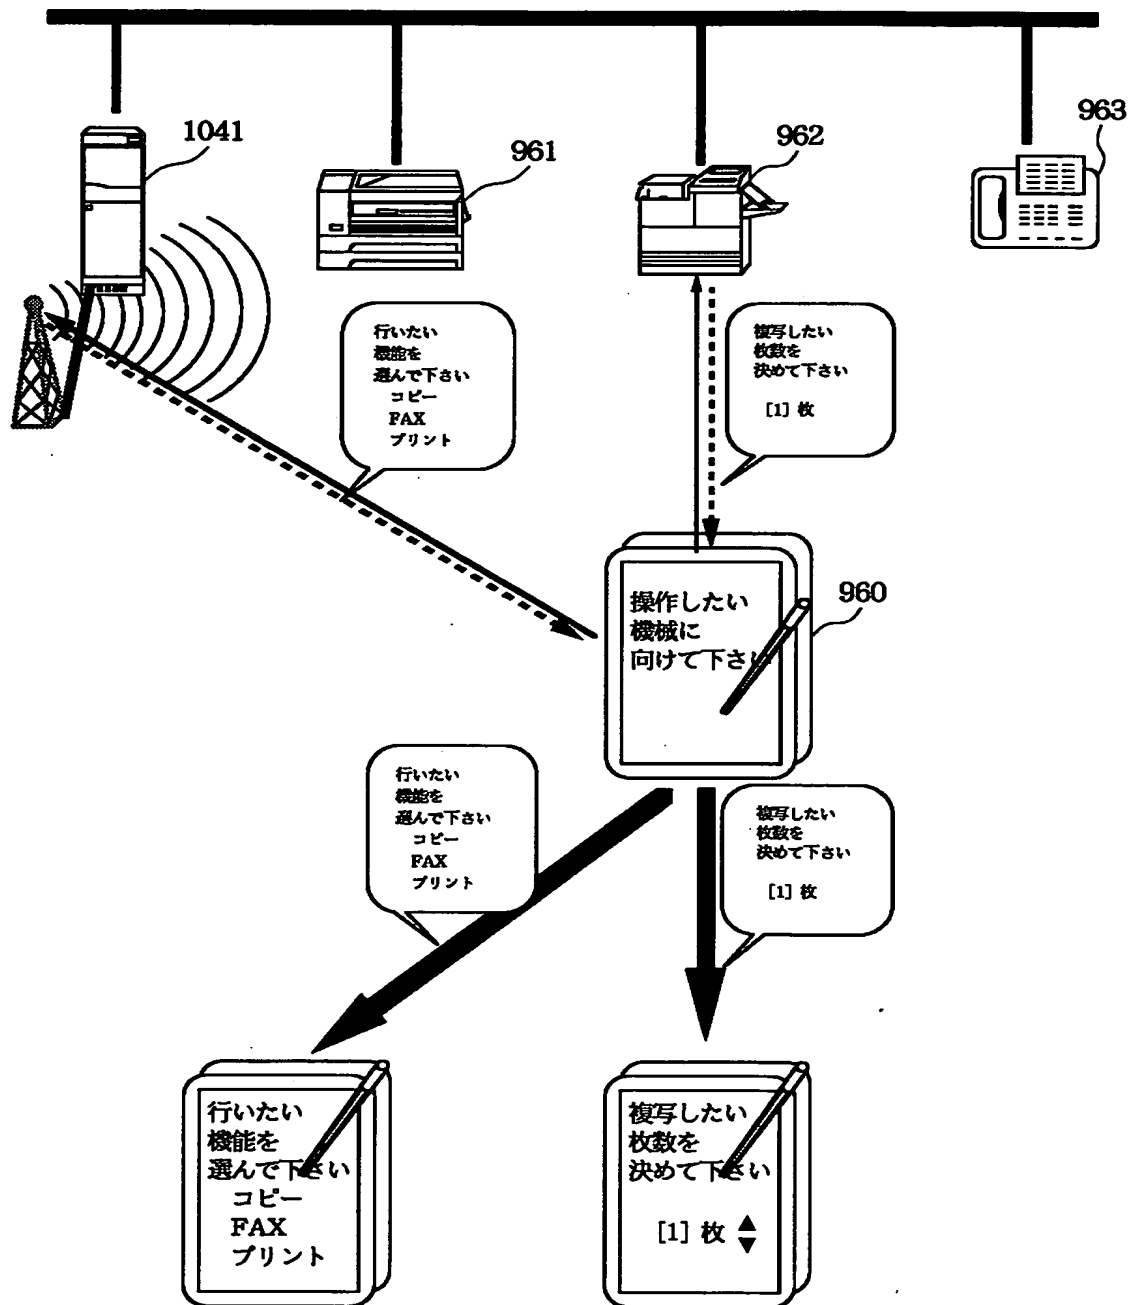 1041
961
962
963
行いたい
機能を
選んで下さい
コピー
FAX
プリント
複写したい
枚数を
決めて下さい
[1] 枚
960
操作したい
機械に
向けて下さい
行いたい
機能を
選んで下さい
コピー
FAX
プリント
複写したい
枚数を
決めて下さい
[1] 枚
行いたい
機能を
選んで下さい
コピー
FAX
プリント
複写したい
枚数を
決めて下さい
[1] 枚 ▲▼